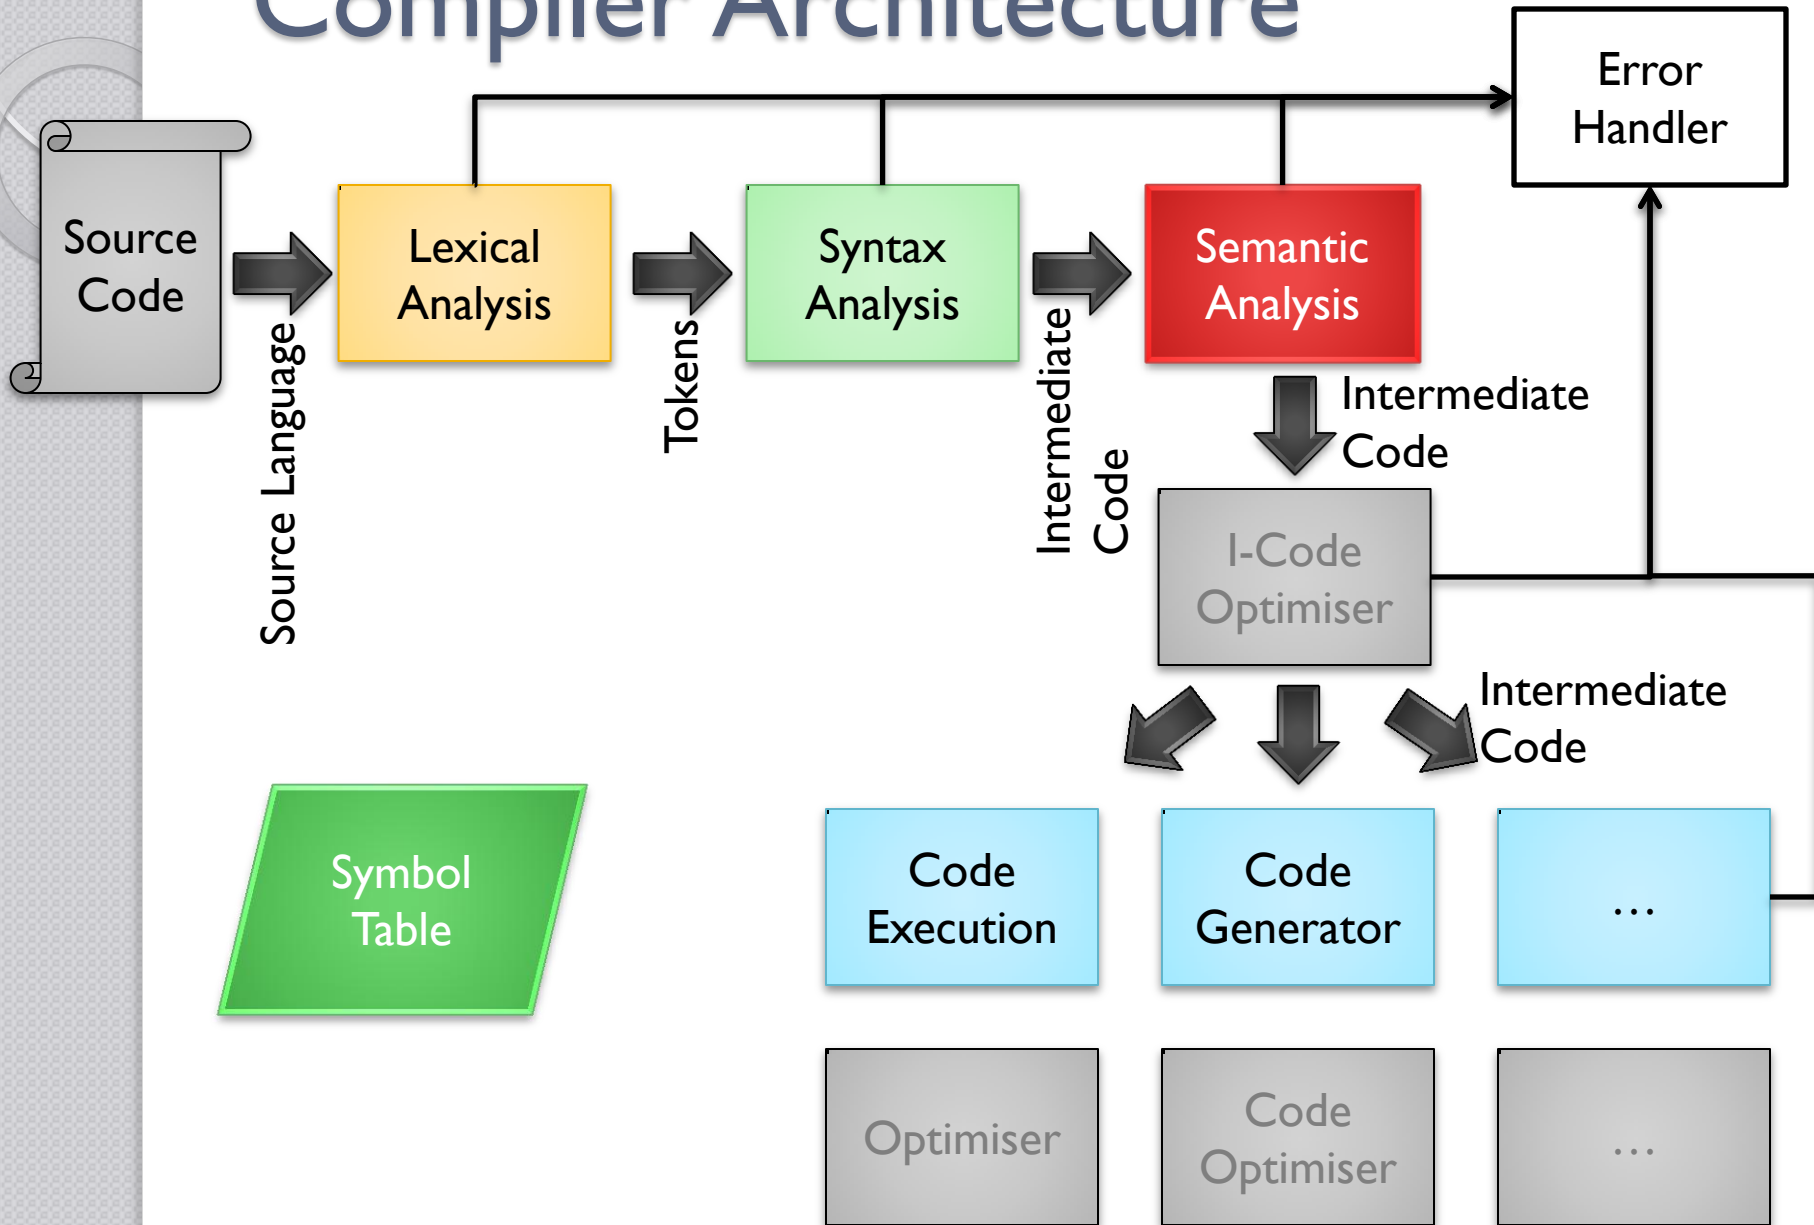 Compiler Architecture
Error
Handler
Source
Code
Lexical
Analysis
Syntax
Analysis
Semantic
Analysis
Source Language
Tokens
Intermediate
Code
Intermediate
Code
I-Code
Optimiser
Intermediate
Code
Symbol
Table
Code
Execution
Code
Generator
...
Optimiser
Code
Optimiser
...